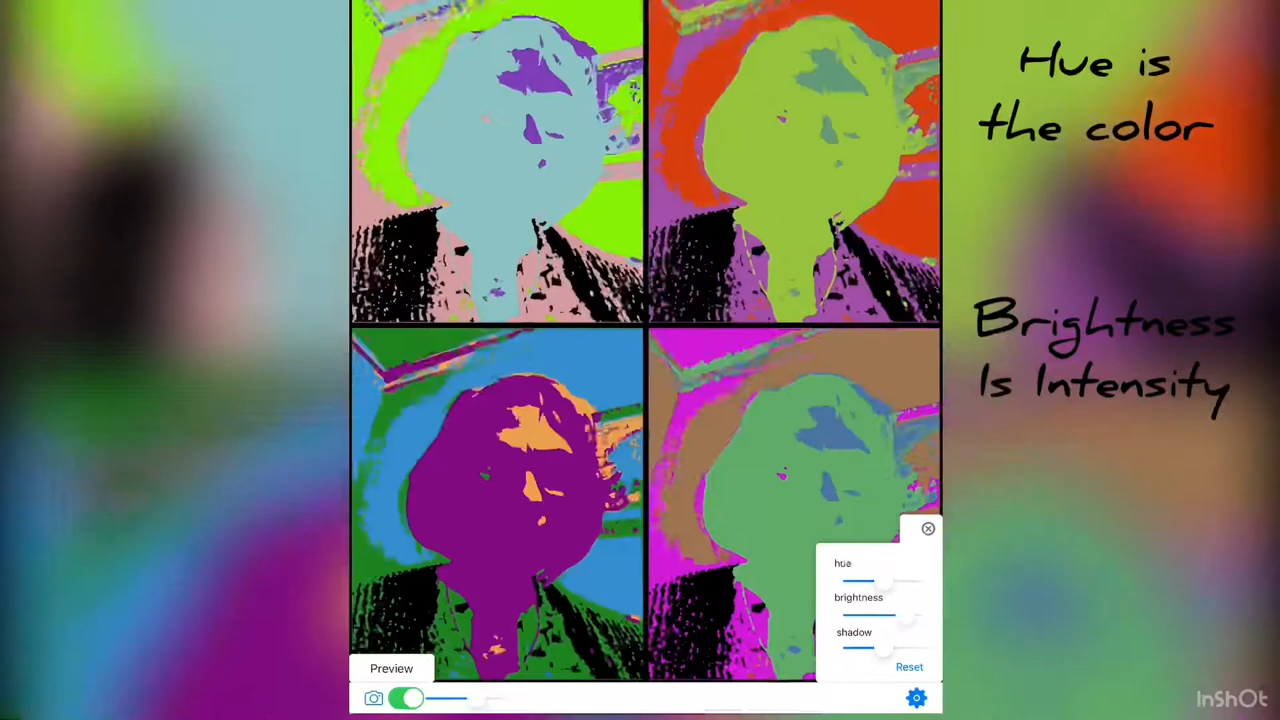 Hue is
the color
Brightness
Is Intensity
hue
brightness
shadow
Reset
Preview
InShOt